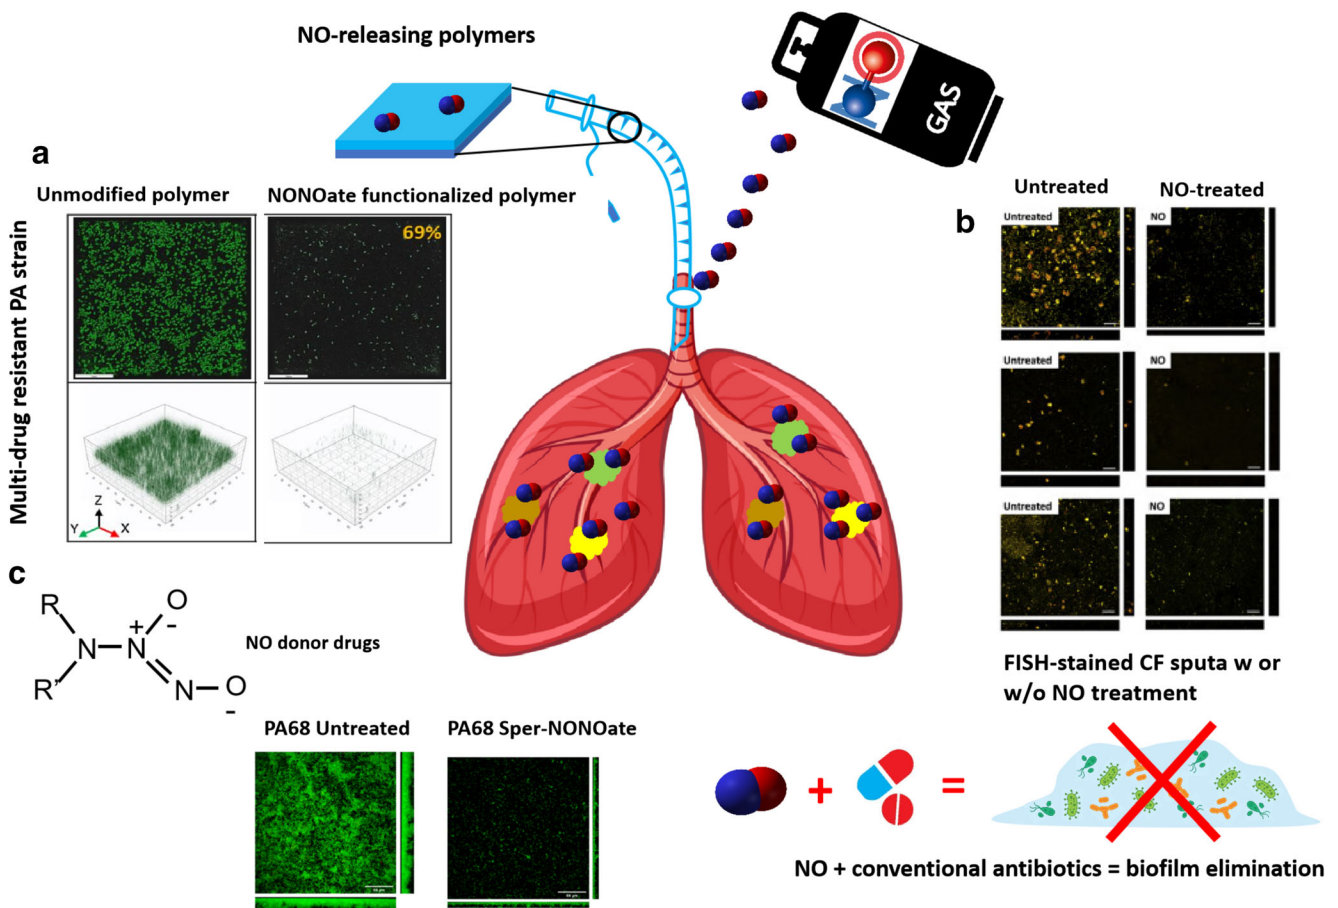 NO-releasing polymers
GAS
a
Unmodified polymer
NONOate functionalized polymer
69%
Multi-drug resistant PA strain
Z
Y
X
b
Untreated
NO-treated
Untreated
NO
Untreated
NO
Untreated
NO
FISH-stained CF sputa w or
w/o NO treatment
c
R
O
-
+
N
N
R'
N
O
-
NO donor drugs
PA68 Untreated
PA68 Sper-NONOate
+
=
NO + conventional antibiotics = biofilm elimination